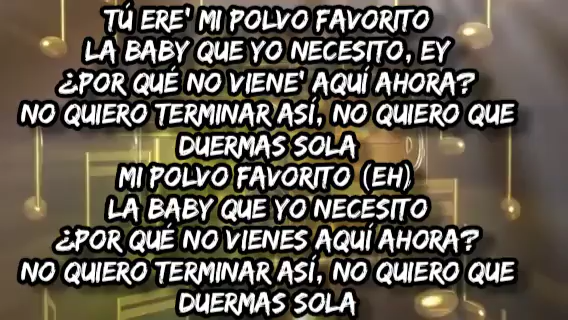 TÚ ERE' MI POLVO FAVORITO
LA BABY QUE YO NECESITO, EY
¿POR QUÉ NO VIENE' AQUÍ AHORA?
NO QUIERO TERMINAR ASÍ, NO QUIERO QUE
DUERMAS SOLA
MI POLVO FAVORITO (EH)
LA BABY QUE YO NECESITO
¿POR QUÉ NO VIENES AQUÍ AHORA?
NO QUIERO TERMINAR ASÍ, NO QUIERO QUE
DUERMAS SOLA